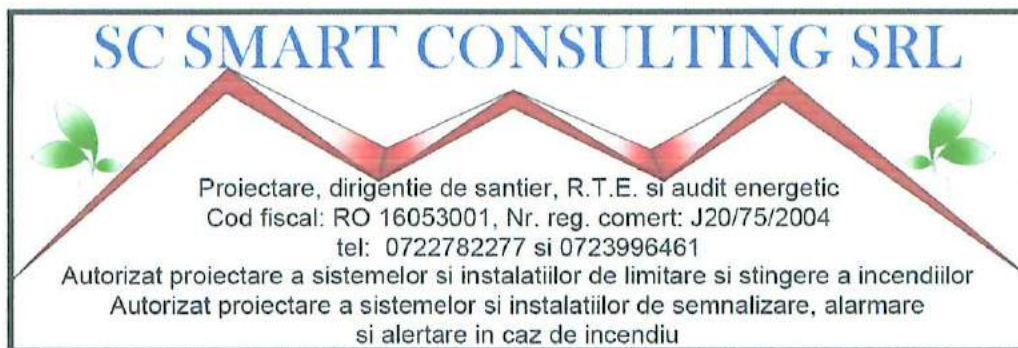 SC SMART CONSULTING SRL
Proiectare, dirigentie de santier, R.T.E. si audit energetic
Cod fiscal: RO 16053001, Nr. reg. comert: J20/75/2004
tel: 0722782277 si 0723996461
Autorizat proiectare a sistemelor si instalatiilor de limitare si stingere a incendiilor
Autorizat proiectare a sistemelor si instalatiilor de semnalizare, alarmare
si alertare in caz de incendiu